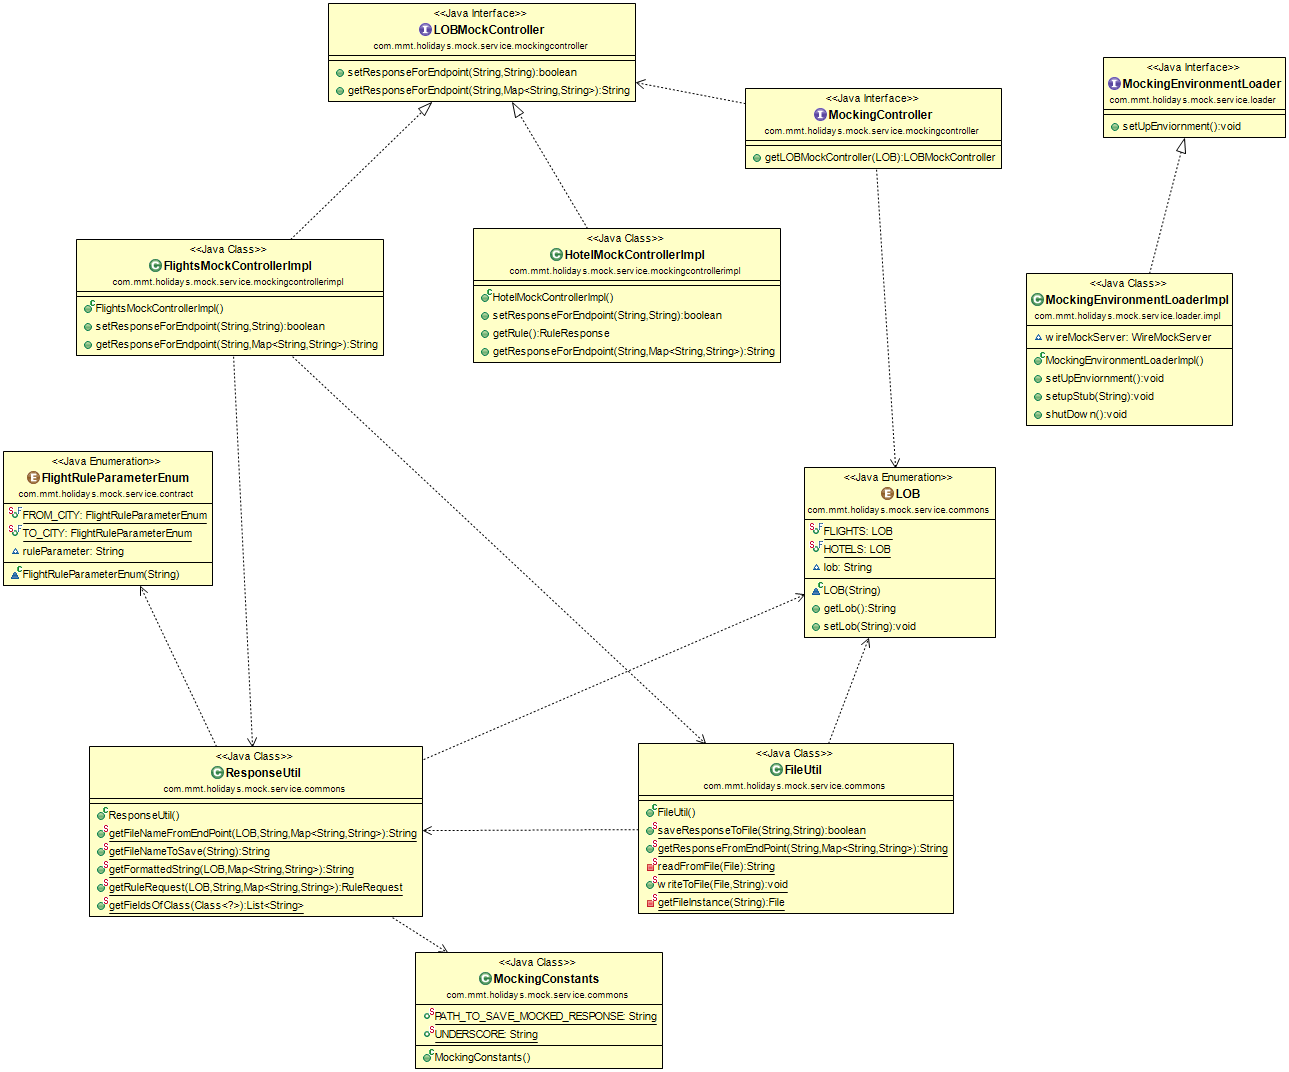 <<Java Interface>>
LOBMockController
com.mmt.holidays.mock.service.mockingcontroller
setResponseForEndpoint(String,String):boolean
getResponseForEndpoint(String,Map<String,String>):String
<<Java Interface>>
MockingController
com.mmt.holidays.mock.service.mockingcontroller
getLOBMockController(LOB):LOBMockController
<<Java Interface>>
MockingEnvironmentLoader
com.mmt.holidays.mock.service.loader
setUpEnviornment():void
<<Java Class>>
FlightsMockControllerImpl
com.mmt.holidays.mock.service.mockingcontrollerimpl
FlightsMockControllerImpl()
setResponseForEndpoint(String,String):boolean
getResponseForEndpoint(String,Map<String,String>):String
<<Java Class>>
HotelMockControllerImpl
com.mmt.holidays.mock.service.mockingcontrollerimpl
HotelMockControllerImpl()
setResponseForEndpoint(String,String):boolean
getRule():RuleResponse
getResponseForEndpoint(String,Map<String,String>):String
<<Java Class>>
MockingEnvironmentLoaderImpl
com.mmt.holidays.mock.service.loader.impl
wireMockServer: WireMockServer
MockingEnvironmentLoaderImpl()
setUpEnviornment():void
setupStub(String):void
shutDown():void
<<Java Enumeration>>
FlightRuleParameterEnum
com.mmt.holidays.mock.service.contract
FROM_CITY: FlightRuleParameterEnum
TO_CITY: FlightRuleParameterEnum
ruleParameter: String
FlightRuleParameterEnum(String)
<<Java Enumeration>>
LOB
com.mmt.holidays.mock.service.commons
FLIGHTS: LOB
HOTELS: LOB
lob: String
LOB(String)
getLob():String
setLob(String):void
<<Java Class>>
ResponseUtil
com.mmt.holidays.mock.service.commons
ResponseUtil()
getFileNameFromEndPoint(LOB,String,Map<String,String>):String
getFileNameToSave(String):String
getFormattedString(LOB,Map<String,String>):String
getRuleRequest(LOB,String,Map<String,String>):RuleRequest
getFieldsOfClass(Class<?>):List<String>
<<Java Class>>
FileUtil
com.mmt.holidays.mock.service.commons
FileUtil()
saveResponseToFile(String,String):boolean
getResponseFromEndPoint(String,Map<String,String>):String
readFromFile(File):String
writeToFile(File,String):void
getFileInstance(String):File
<<Java Class>>
MockingConstants
com.mmt.holidays.mock.service.commons
PATH_TO_SAVE_MOCKED_RESPONSE: String
UNDERSCORE: String
MockingConstants()